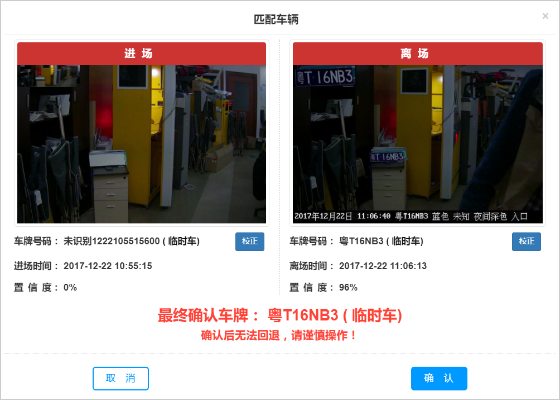 匹配车辆
×
进 场
离 场
粤T16NB3
粤T16NB3
2017年12月22日 11:06:40 粤T16NB3 蓝色 未知 夜间深色 入口
车牌号码： 未识别1222105515600 ( 临时车)
校正
车牌号码： 粤T16NB3 ( 临时车)
校正
进场时间： 2017-12-22 10:55:15
离场时间： 2017-12-22 11:06:13
置 信 度： 0%
置 信 度： 96%
最终确认车牌： 粤T16NB3 ( 临时车)
确认后无法回退，请谨慎操作！
取 消
确 认